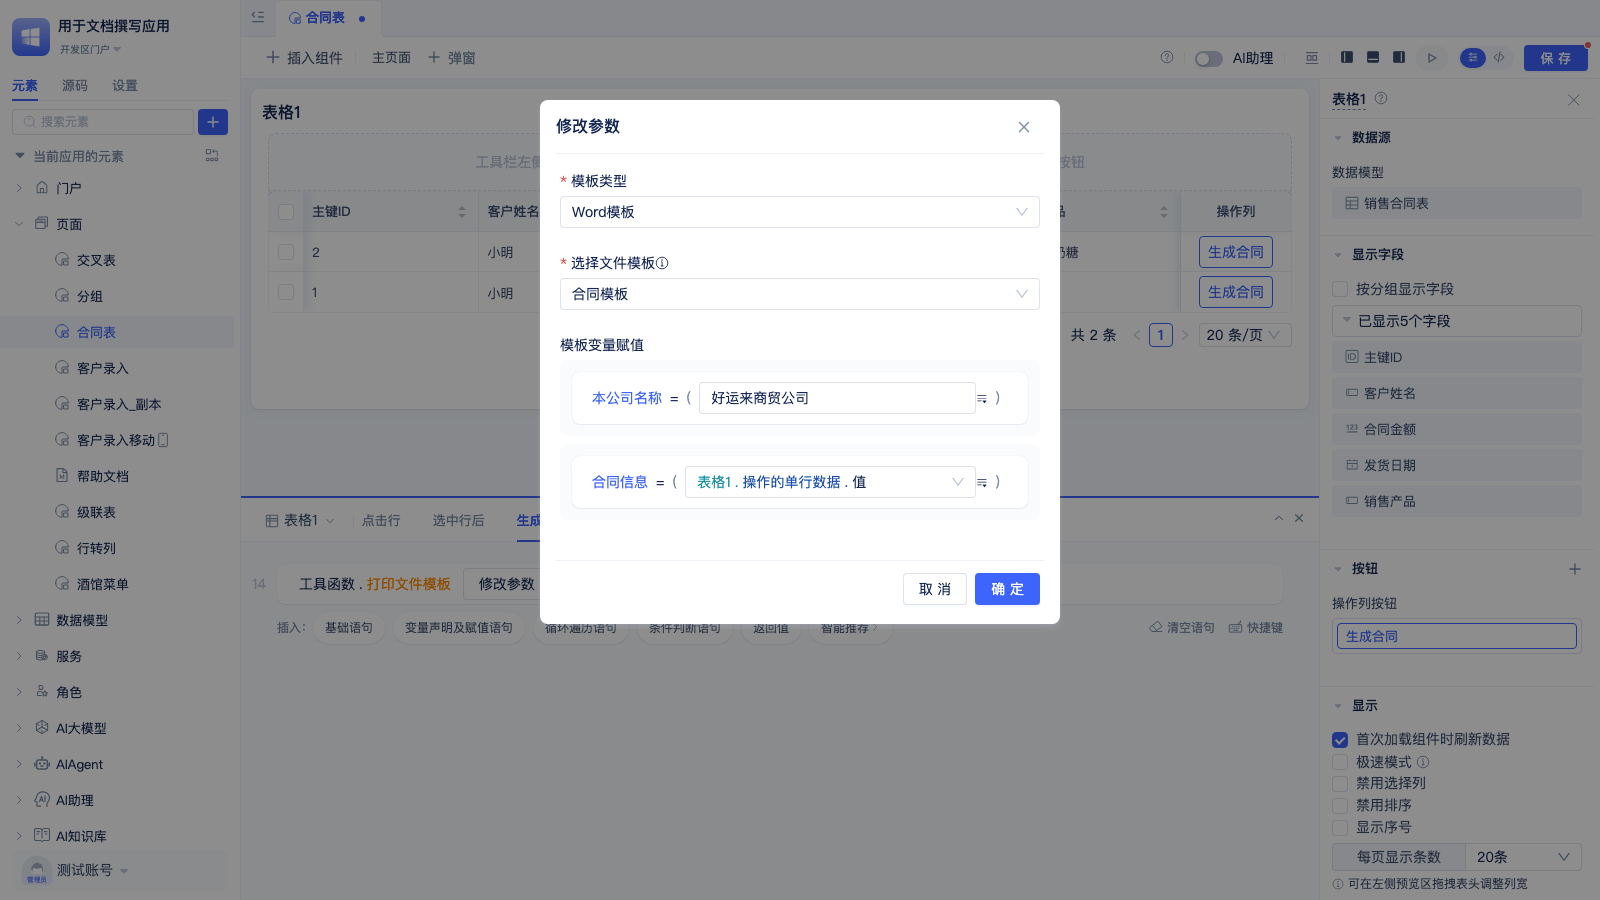 用于文档撰写应用
开发区门户
元素 源码 设置
搜索元素
当前应用的元素
门户
页面
交叉表
分组
合同表
客户录入
客户录入_副本
客户录入移动
帮助文档
级联表
行转列
酒馆菜单
数据模型
服务
角色
AI大模型
AIAgent
AI助理
AI知识库
管理员
测试账号
合同表
插入组件 主页面 弹窗
AI助理
保 存
表格1
工具栏左侧 按钮
主键ID 客户姓名 操作列
2 小明 生成合同
1 小明 生成合同
共 2 条 1 20 条/页
表格1 点击行 选中行后 生成
14 工具函数 . 打印文件模板 修改参数
插入: 基础语句 变量声明及赋值语句 循环遍历语句 条件判断语句 返回值 智能推荐
清空语句 快捷键
修改参数
* 模板类型
Word模板
* 选择文件模板
合同模板
模板变量赋值
本公司名称 = ( 好运来商贸公司 )
合同信息 = ( 表格1 . 操作的单行数据 . 值 )
取 消 确 定
表格1
数据源
数据模型
销售合同表
显示字段
按分组显示字段
已显示5个字段
主键ID
客户姓名
123 合同金额
发货日期
销售产品
按钮
操作列按钮
生成合同
显示
首次加载组件时刷新数据
极速模式
禁用选择列
禁用排序
显示序号
每页显示条数 20条
可在左侧预览区拖拽表头调整列宽